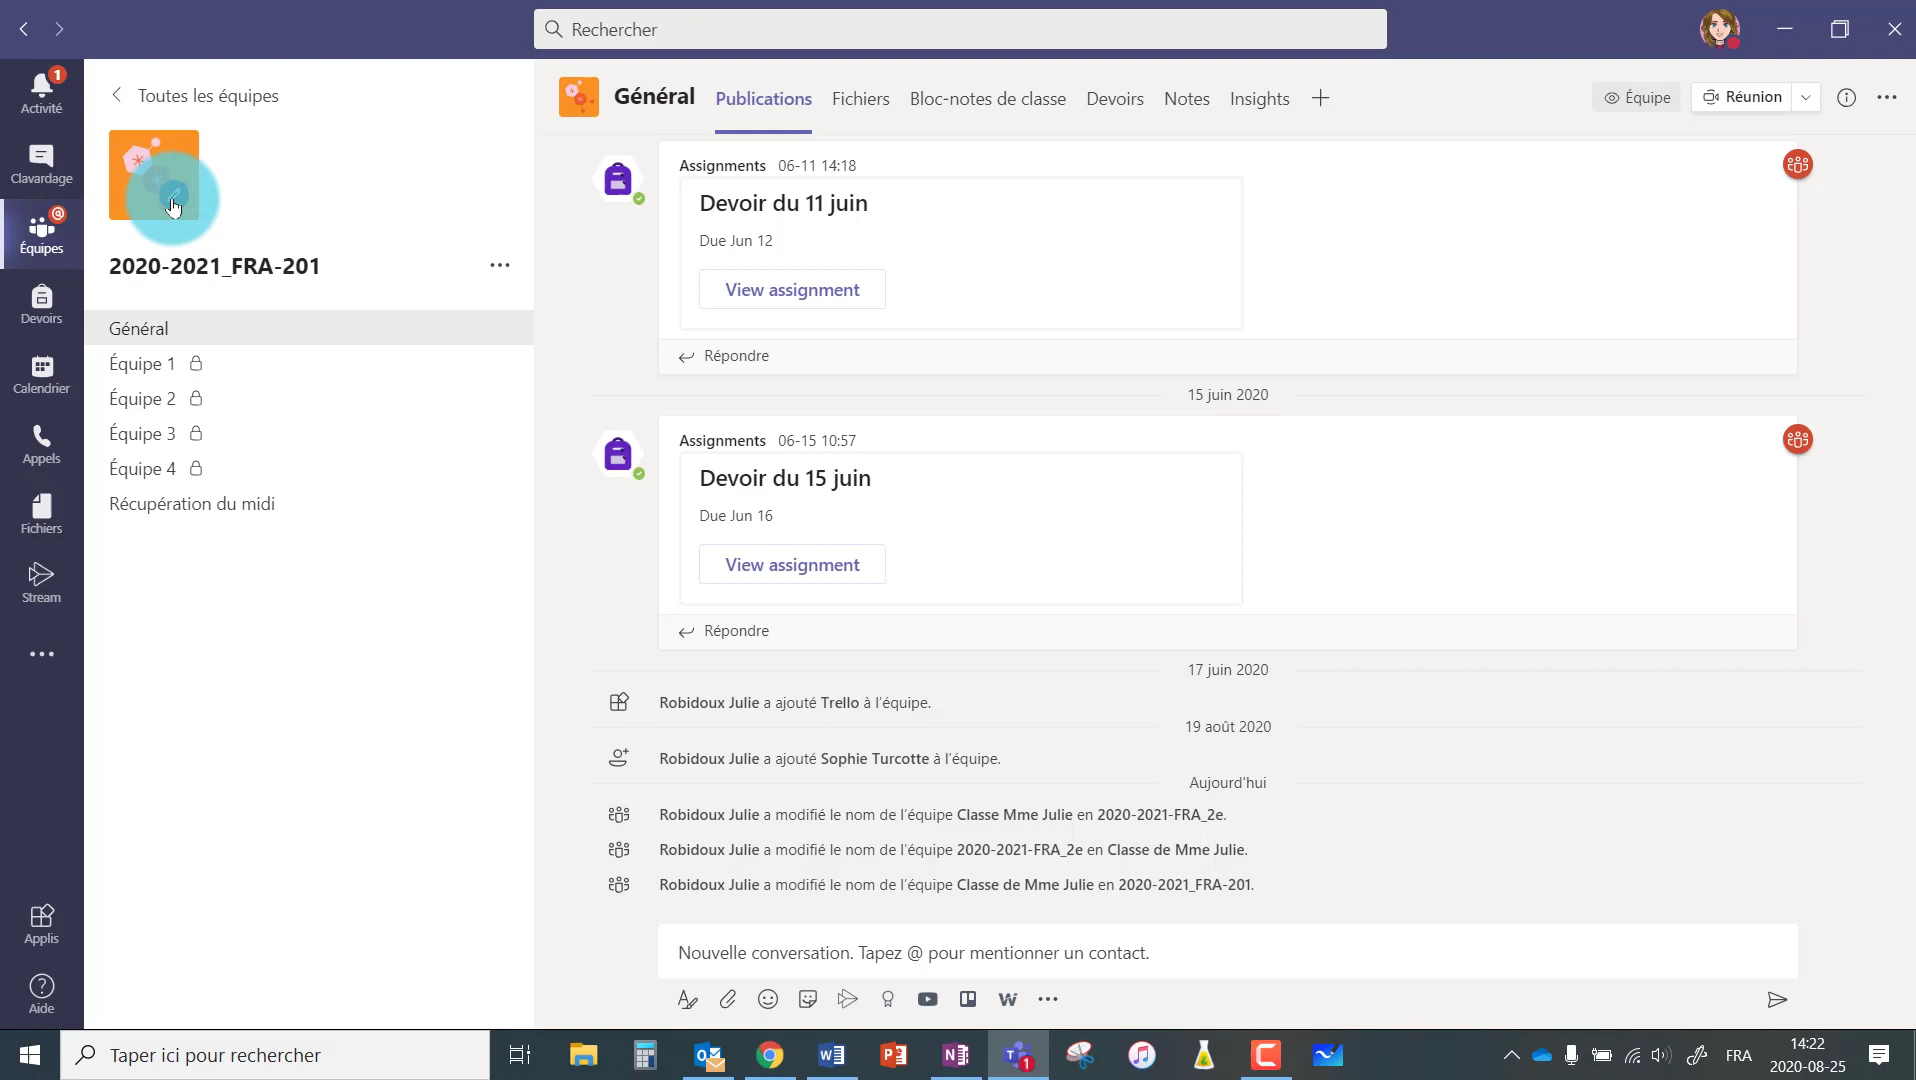 Rechercher
1
Activité
Clavardage
@
Équipes
Devoirs
Calendrier
Appels
Fichiers
Stream
Applis
Aide
Toutes les équipes
2020-2021_FRA-201
Général
Équipe 1
Équipe 2
Équipe 3
Équipe 4
Récupération du midi
Général Publications Fichiers Bloc-notes de classe Devoirs Notes Insights
Équipe Réunion
Assignments 06-11 14:18
Devoir du 11 juin
Due Jun 12
View assignment
Répondre
15 juin 2020
Assignments 06-15 10:57
Devoir du 15 juin
Due Jun 16
View assignment
Répondre
17 juin 2020
Robidoux Julie a ajouté Trello à l'équipe.
19 août 2020
Robidoux Julie a ajouté Sophie Turcotte à l'équipe.
Aujourd'hui
Robidoux Julie a modifié le nom de l'équipe Classe Mme Julie en 2020-2021-FRA_2e.
Robidoux Julie a modifié le nom de l'équipe 2020-2021-FRA_2e en Classe de Mme Julie.
Robidoux Julie a modifié le nom de l'équipe Classe de Mme Julie en 2020-2021_FRA-201.
Nouvelle conversation. Tapez @ pour mentionner un contact.
Taper ici pour rechercher
1
FRA
14:22
2020-08-25